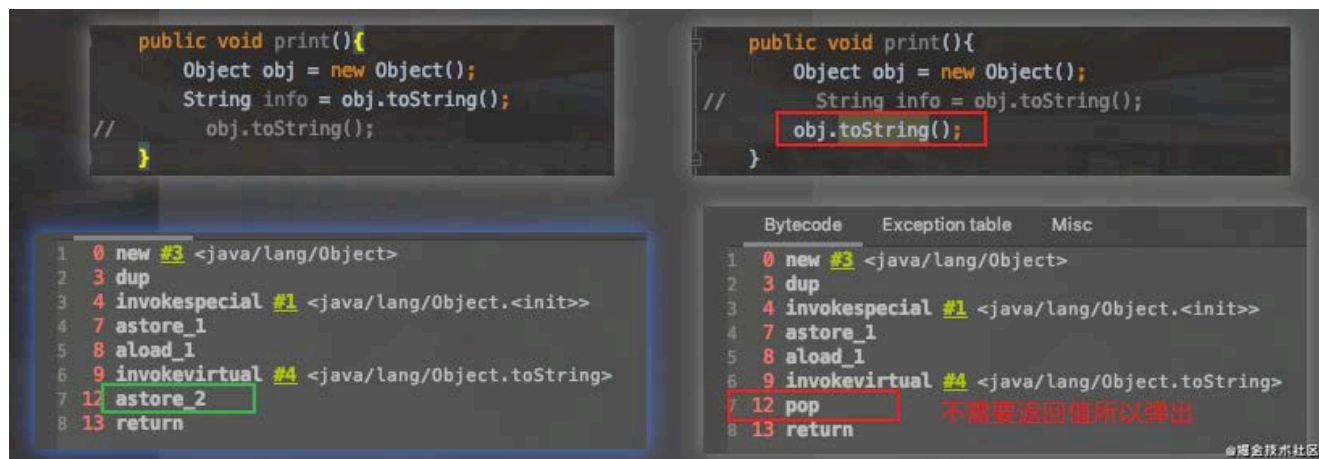 public void print(){
Object obj = new Object();
String info = obj.toString();
// obj.toString();
}
public void print(){
Object obj = new Object();
// String info = obj.toString();
obj.toString();
}
1 0 new #3 <java/lang/Object>
2 3 dup
3 4 invokespecial #1 <java/lang/Object.<init>>
4 7 astore_1
5 8 aload_1
6 9 invokevirtual #4 <java/lang/Object.toString>
7 12 astore_2
8 13 return
Bytecode Exception table Misc
1 0 new #3 <java/lang/Object>
2 3 dup
3 4 invokespecial #1 <java/lang/Object.<init>>
4 7 astore_1
5 8 aload_1
6 9 invokevirtual #4 <java/lang/Object.toString>
7 12 pop 不需要返回值所以弹出
8 13 return
@掘金技术社区